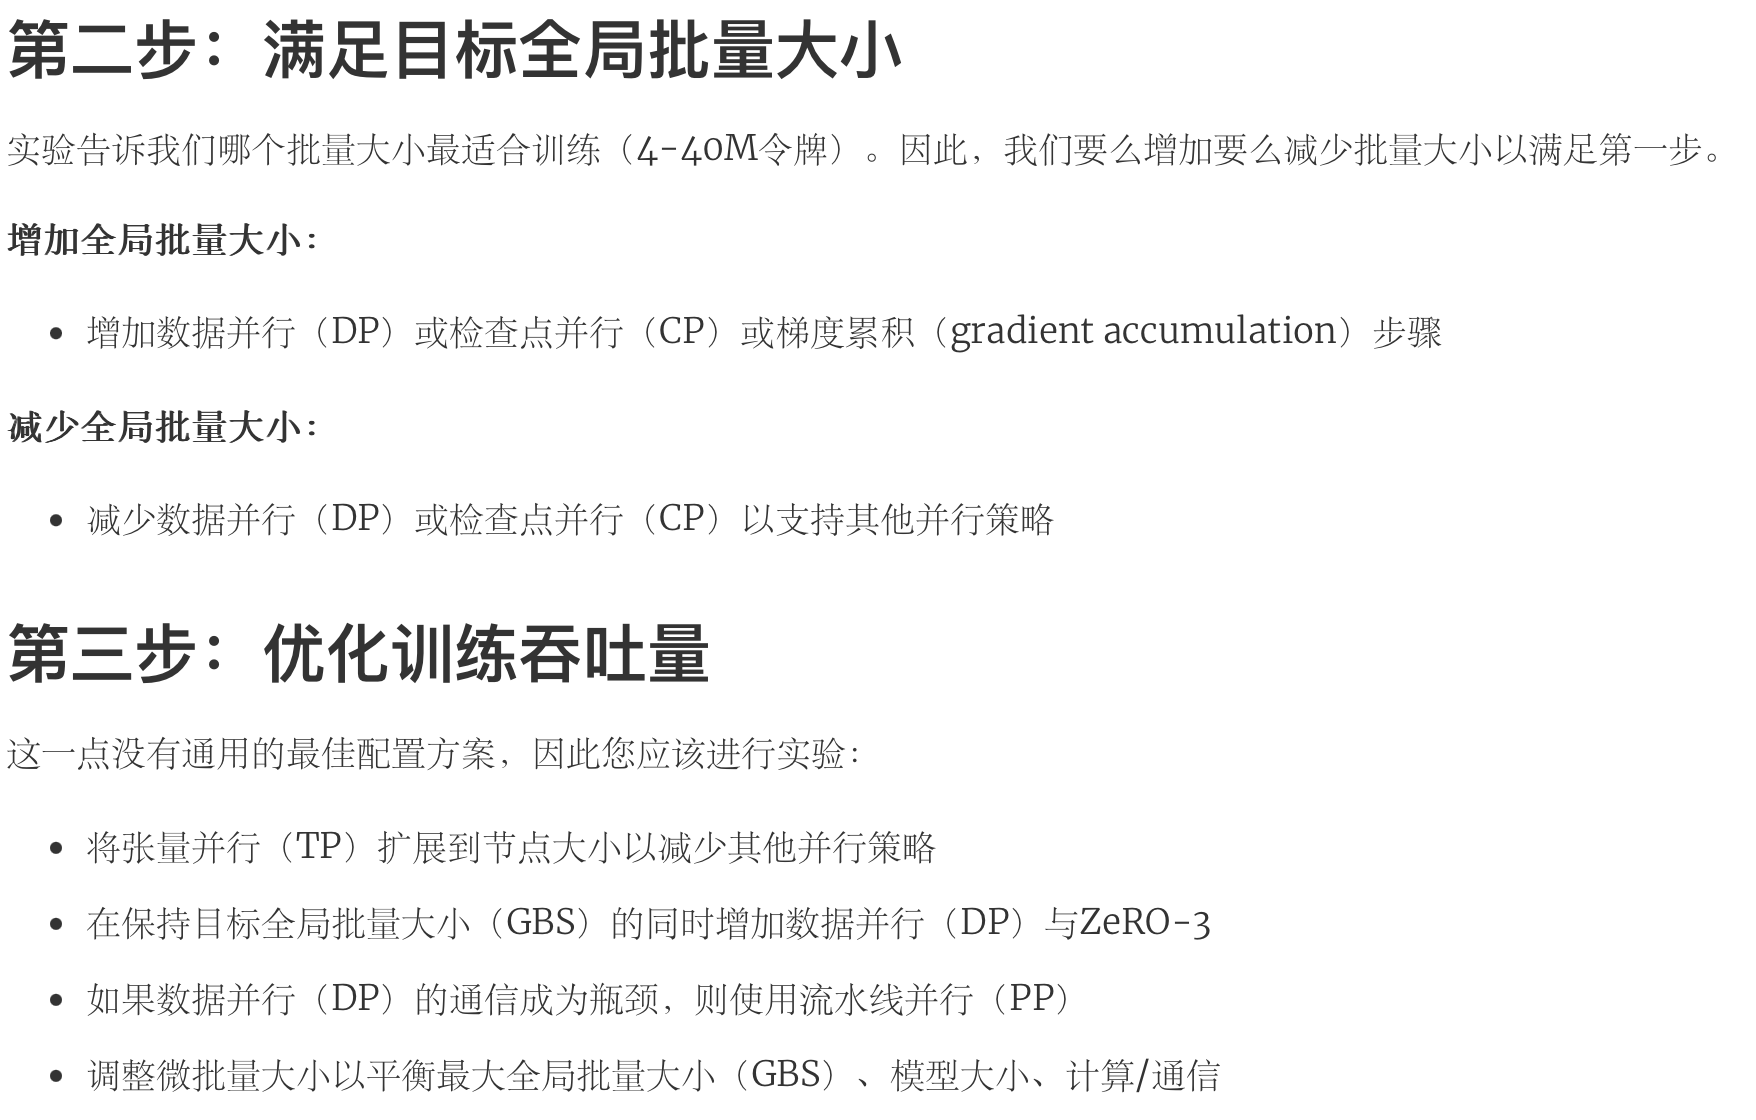 第二步：满足目标全局批量大小
实验告诉我们哪个批量大小最适合训练（4-40M令牌）。因此，我们要么增加要么减少批量大小以满足第一步。
增加全局批量大小：
• 增加数据并行（DP）或检查点并行（CP）或梯度累积（gradient accumulation）步骤
减少全局批量大小：
• 减少数据并行（DP）或检查点并行（CP）以支持其他并行策略
第三步：优化训练吞吐量
这一点没有通用的最佳配置方案，因此您应该进行实验：
• 将张量并行（TP）扩展到节点大小以减少其他并行策略
• 在保持目标全局批量大小（GBS）的同时增加数据并行（DP）与ZeRO-3
• 如果数据并行（DP）的通信成为瓶颈，则使用流水线并行（PP）
• 调整微批量大小以平衡最大全局批量大小（GBS）、模型大小、计算/通信